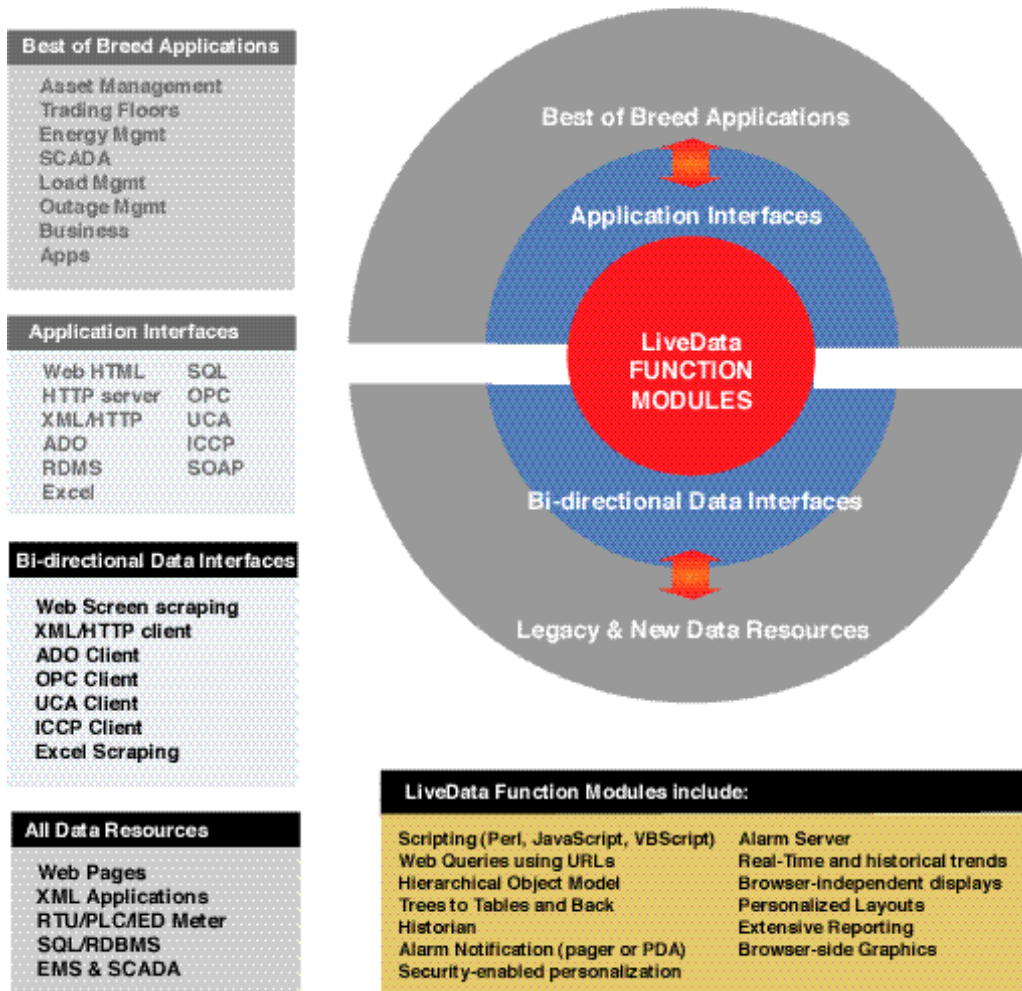 Best of Breed Applications
Asset Management
Trading Floors
Energy Mgmt
SCADA
Load Mgmt
Outage Mgmt
Business
Apps
Application Interfaces
Web HTML SQL
HTTP server OPC
XML/HTTP UCA
ADO ICCP
RDMS SOAP
Excel
Bi-directional Data Interfaces
Web Screen scraping
XML/HTTP client
ADO Client
OPC Client
UCA Client
ICCP Client
Excel Scraping
All Data Resources
Web Pages
XML Applications
RTU/PLC/IED Meter
SQL/RDBMS
EMS & SCADA
Best of Breed Applications
Application Interfaces
LiveData
FUNCTION
MODULES
Bi-directional Data Interfaces
Legacy & New Data Resources
LiveData Function Modules include:
Scripting (Perl, JavaScript, VBScript) Alarm Server
Web Queries using URLs Real-Time and historical trends
Hierarchical Object Model Browser-independent displays
Trees to Tables and Back Personalized Layouts
Historian Extensive Reporting
Alarm Notification (pager or PDA) Browser-side Graphics
Security-enabled personalization